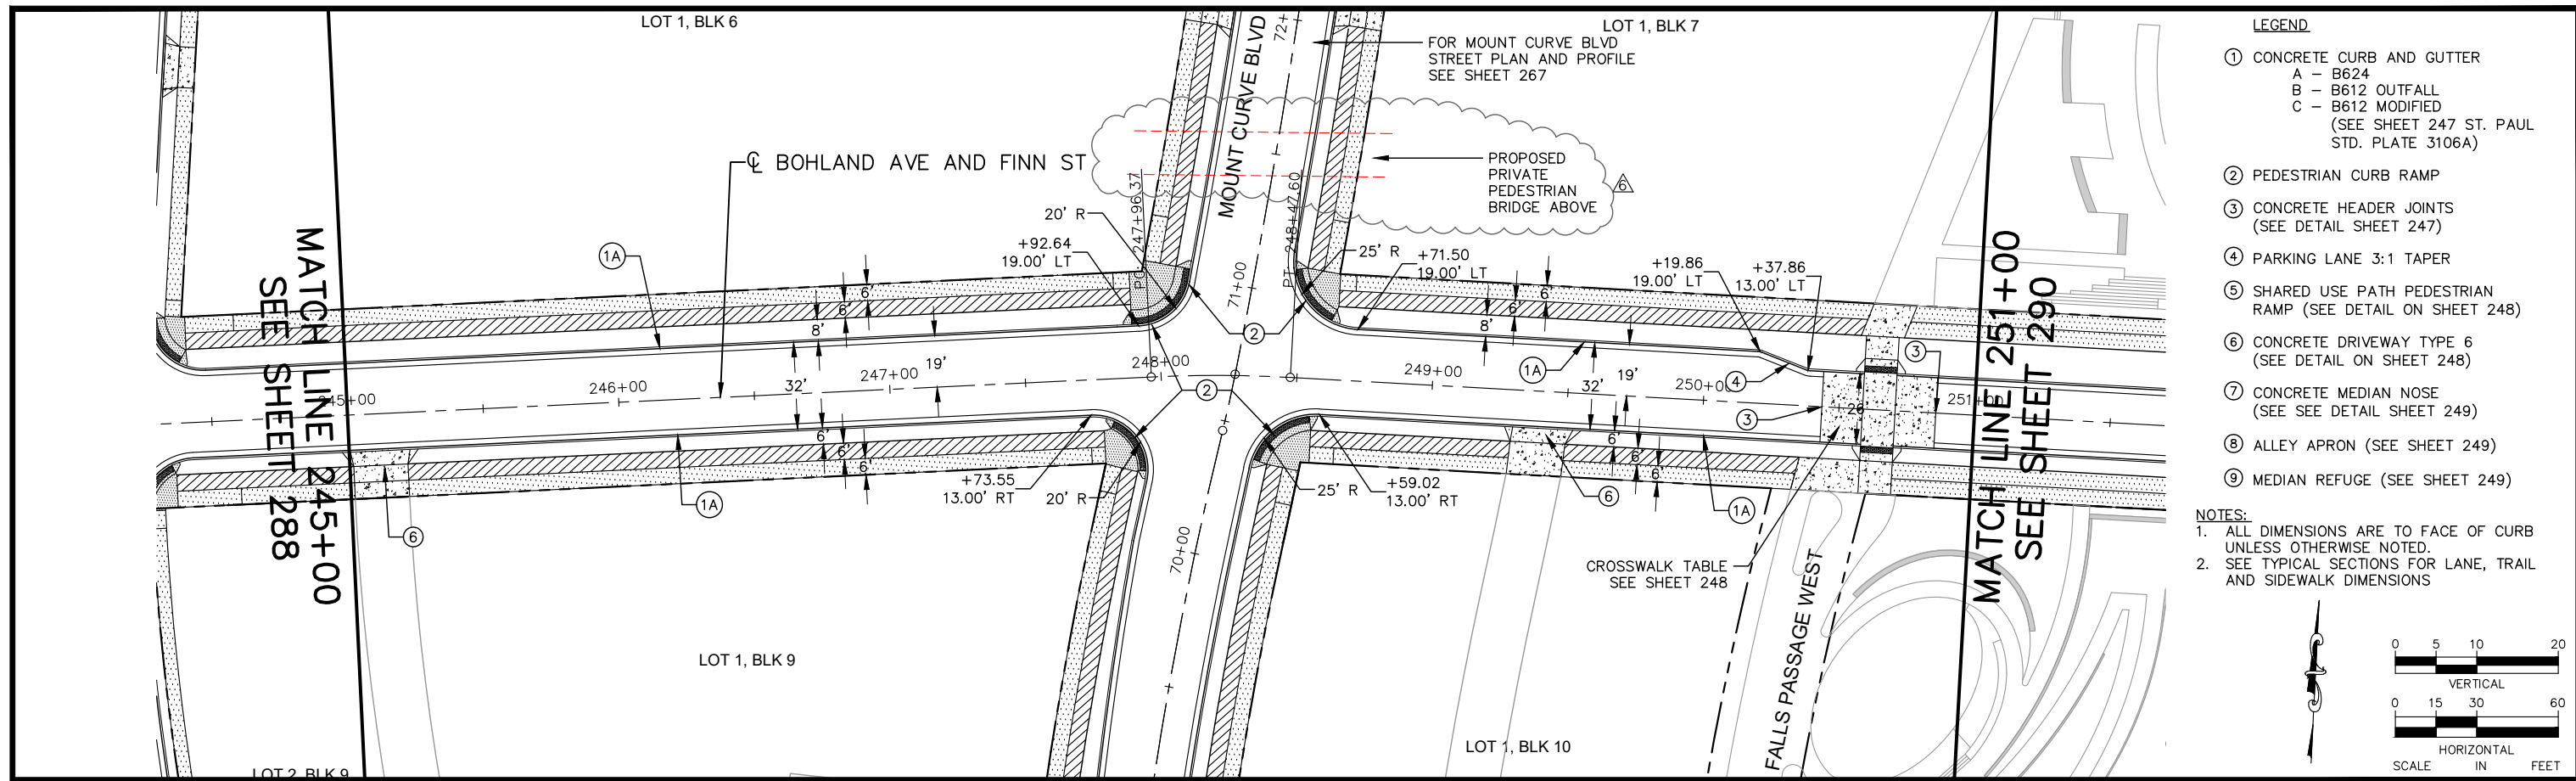 LOT 1, BLK 6
MOUNT CURVE BLVD
72+
FOR MOUNT CURVE BLVD
STREET PLAN AND PROFILE
SEE SHEET 267
LOT 1, BLK 7
℄ BOHLAND AVE AND FINN ST
PROPOSED
PRIVATE
PEDESTRIAN
BRIDGE ABOVE
6
MATCH LINE 245+00
SEE SHEET 288
1A
20' R
+92.64
19.00' LT
PC 247+96.37
PT 248+47.60
71+00
25' R
+71.50
19.00' LT
+19.86
19.00' LT
+37.86
13.00' LT
6'
6'
8'
6'
6'
8'
2
3
245+00
246+00
32'
247+00
19'
248+00
2
249+00
1A
32'
19'
250+00
4
3
26'
251+00
6'
6'
6'
6'
6'
6'
1A
6
+73.55
13.00' RT
20' R
25' R
+59.02
13.00' RT
6
1A
70+00
CROSSWALK TABLE
SEE SHEET 248
FALLS PASSAGE WEST
MATCH LINE 251+00
SEE SHEET 290
LOT 1, BLK 9
LOT 2, BLK 9
LOT 1, BLK 10
LEGEND
1 CONCRETE CURB AND GUTTER
A - B624
B - B612 OUTFALL
C - B612 MODIFIED
(SEE SHEET 247 ST. PAUL
STD. PLATE 3106A)
2 PEDESTRIAN CURB RAMP
3 CONCRETE HEADER JOINTS
(SEE DETAIL SHEET 247)
4 PARKING LANE 3:1 TAPER
5 SHARED USE PATH PEDESTRIAN
RAMP (SEE DETAIL ON SHEET 248)
6 CONCRETE DRIVEWAY TYPE 6
(SEE DETAIL ON SHEET 248)
7 CONCRETE MEDIAN NOSE
(SEE SEE DETAIL SHEET 249)
8 ALLEY APRON (SEE SHEET 249)
9 MEDIAN REFUGE (SEE SHEET 249)
NOTES:
1. ALL DIMENSIONS ARE TO FACE OF CURB
UNLESS OTHERWISE NOTED.
2. SEE TYPICAL SECTIONS FOR LANE, TRAIL
AND SIDEWALK DIMENSIONS
0 5 10 20
VERTICAL
0 15 30 60
HORIZONTAL
SCALE IN FEET